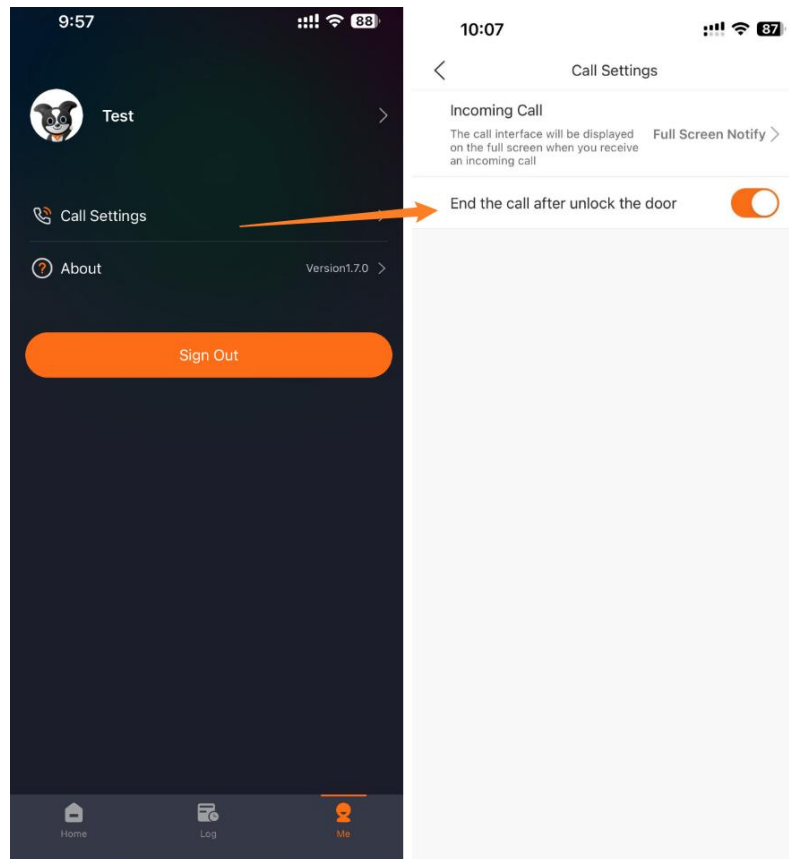 9:57
88
Test
Call Settings
? About
Version1.7.0
Sign Out
Home
Log
Me
10:07
87
Call Settings
Incoming Call
The call interface will be displayed
on the full screen when you receive
an incoming call
Full Screen Notify
End the call after unlock the door